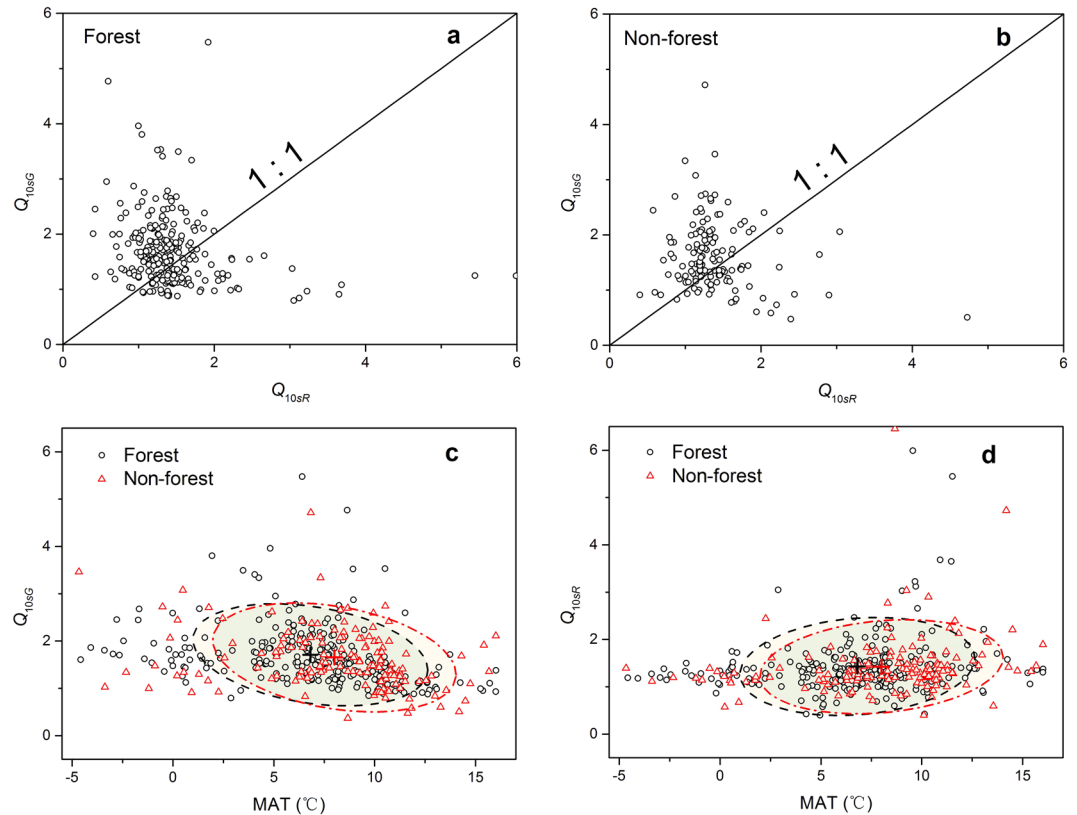 Forest
a
6
4
2
0
Q10sG
1:1
0 2 4 6
Q10sR
Non-forest
b
6
4
2
0
Q10sG
1:1
0 2 4 6
Q10sR
Forest
Non-forest
c
6
4
2
0
Q10sG
-5 0 5 10 15
MAT (℃)
Forest
Non-forest
d
6
4
2
0
Q10sR
-5 0 5 10 15
MAT (℃)